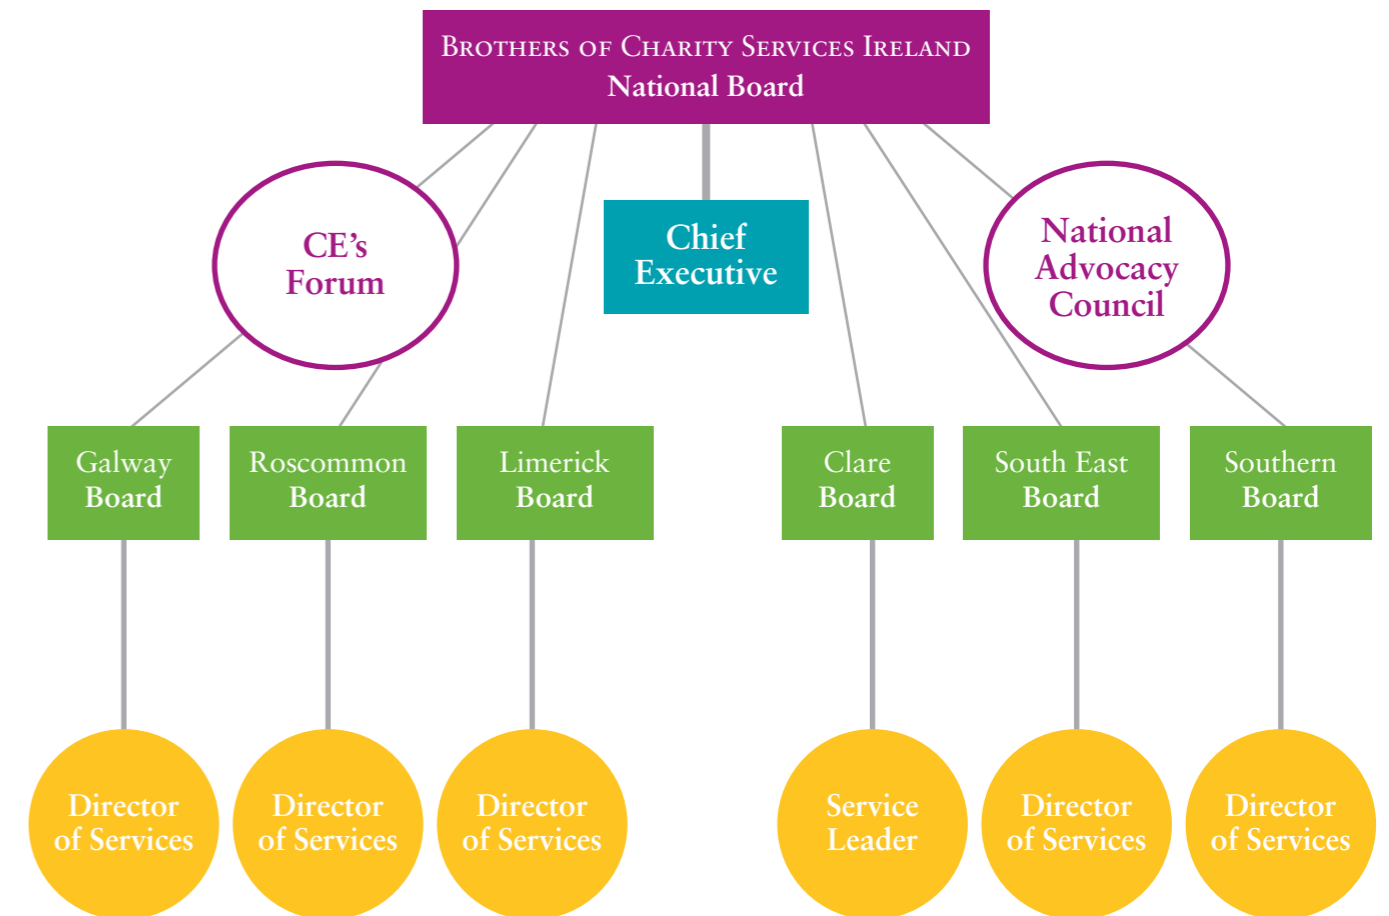 BROTHERS OF CHARITY SERVICES IRELAND
National Board
CE's
Forum
Chief
Executive
National
Advocacy
Council
Galway
Board
Roscommon
Board
Limerick
Board
Clare
Board
South East
Board
Southern
Board
Director
of Services
Director
of Services
Director
of Services
Service
Leader
Director
of Services
Director
of Services